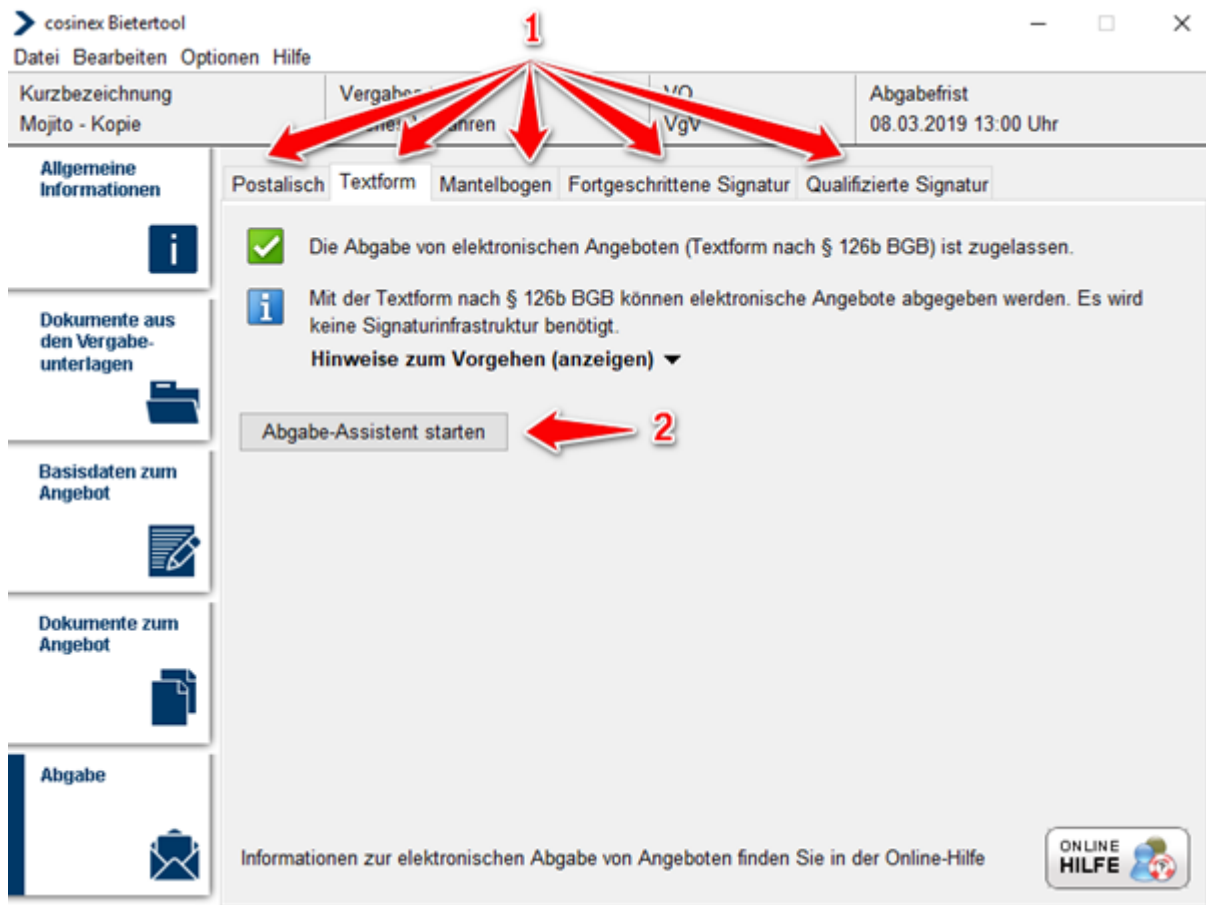 cosinex Bietertool
1
Datei Bearbeiten Optionen Hilfe
Kurzbezeichnung
Mojito - Kopie
VgV
Abgabefrist
08.03.2019 13:00 Uhr
Allgemeine
Informationen
Dokumente aus
den Vergabe-
unterlagen
Basisdaten zum
Angebot
Dokumente zum
Angebot
Abgabe
Postalisch Textform Mantelbogen Fortgeschrittene Signatur Qualifizierte Signatur
Die Abgabe von elektronischen Angeboten (Textform nach § 126b BGB) ist zugelassen.
i
Mit der Textform nach § 126b BGB können elektronische Angebote abgegeben werden. Es wird
keine Signaturinfrastruktur benötigt.
Hinweise zum Vorgehen (anzeigen)
Abgabe-Assistent starten
2
Informationen zur elektronischen Abgabe von Angeboten finden Sie in der Online-Hilfe
ONLINE
HILFE